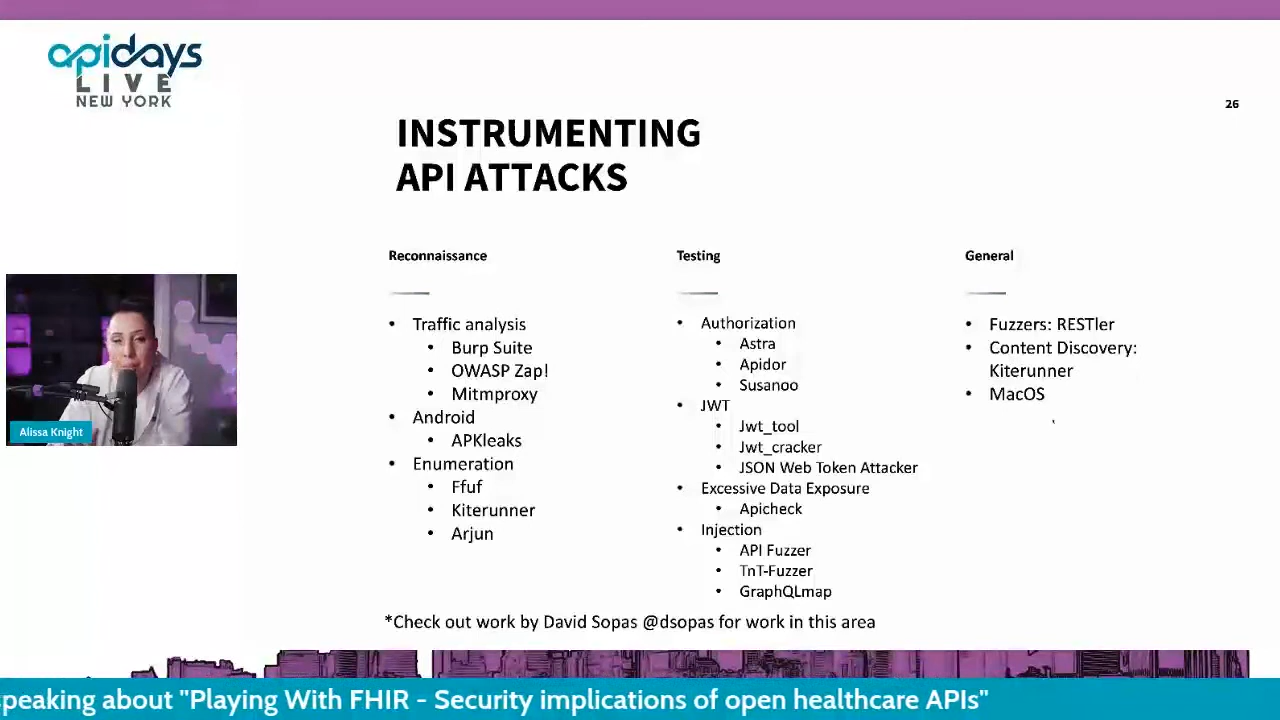 apidays
LIVE
NEW YORK
26
INSTRUMENTING
API ATTACKS
Reconnaissance
• Traffic analysis
• Burp Suite
• OWASP Zap!
• Mitmproxy
• Android
• APKleaks
• Enumeration
• Ffuf
• Kiterunner
• Arjun
Testing
• Authorization
• Astra
• Apidor
• Susanoo
• JWT
• Jwt_tool
• Jwt_cracker
• JSON Web Token Attacker
• Excessive Data Exposure
• Apicheck
• Injection
• API Fuzzer
• TnT-Fuzzer
• GraphQLmap
General
• Fuzzers: RESTler
• Content Discovery:
Kiterunner
• MacOS
*Check out work by David Sopas @dsopas for work in this area
Alissa Knight
speaking about "Playing With FHIR - Security implications of open healthcare APIs"